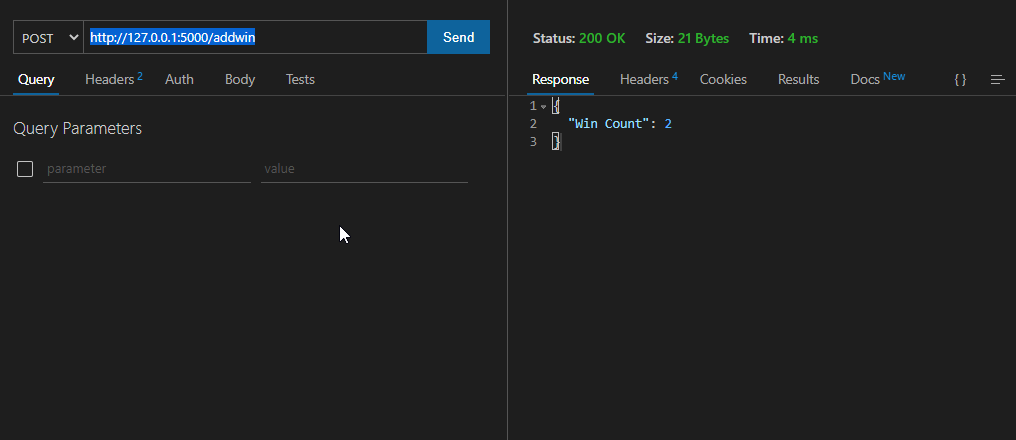 POST http://127.0.0.1:5000/addwin Send
Query Headers 2 Auth Body Tests
Query Parameters
parameter value
Status: 200 OK Size: 21 Bytes Time: 4 ms
Response Headers 4 Cookies Results Docs New { }
1 {
2 "Win Count": 2
3 }